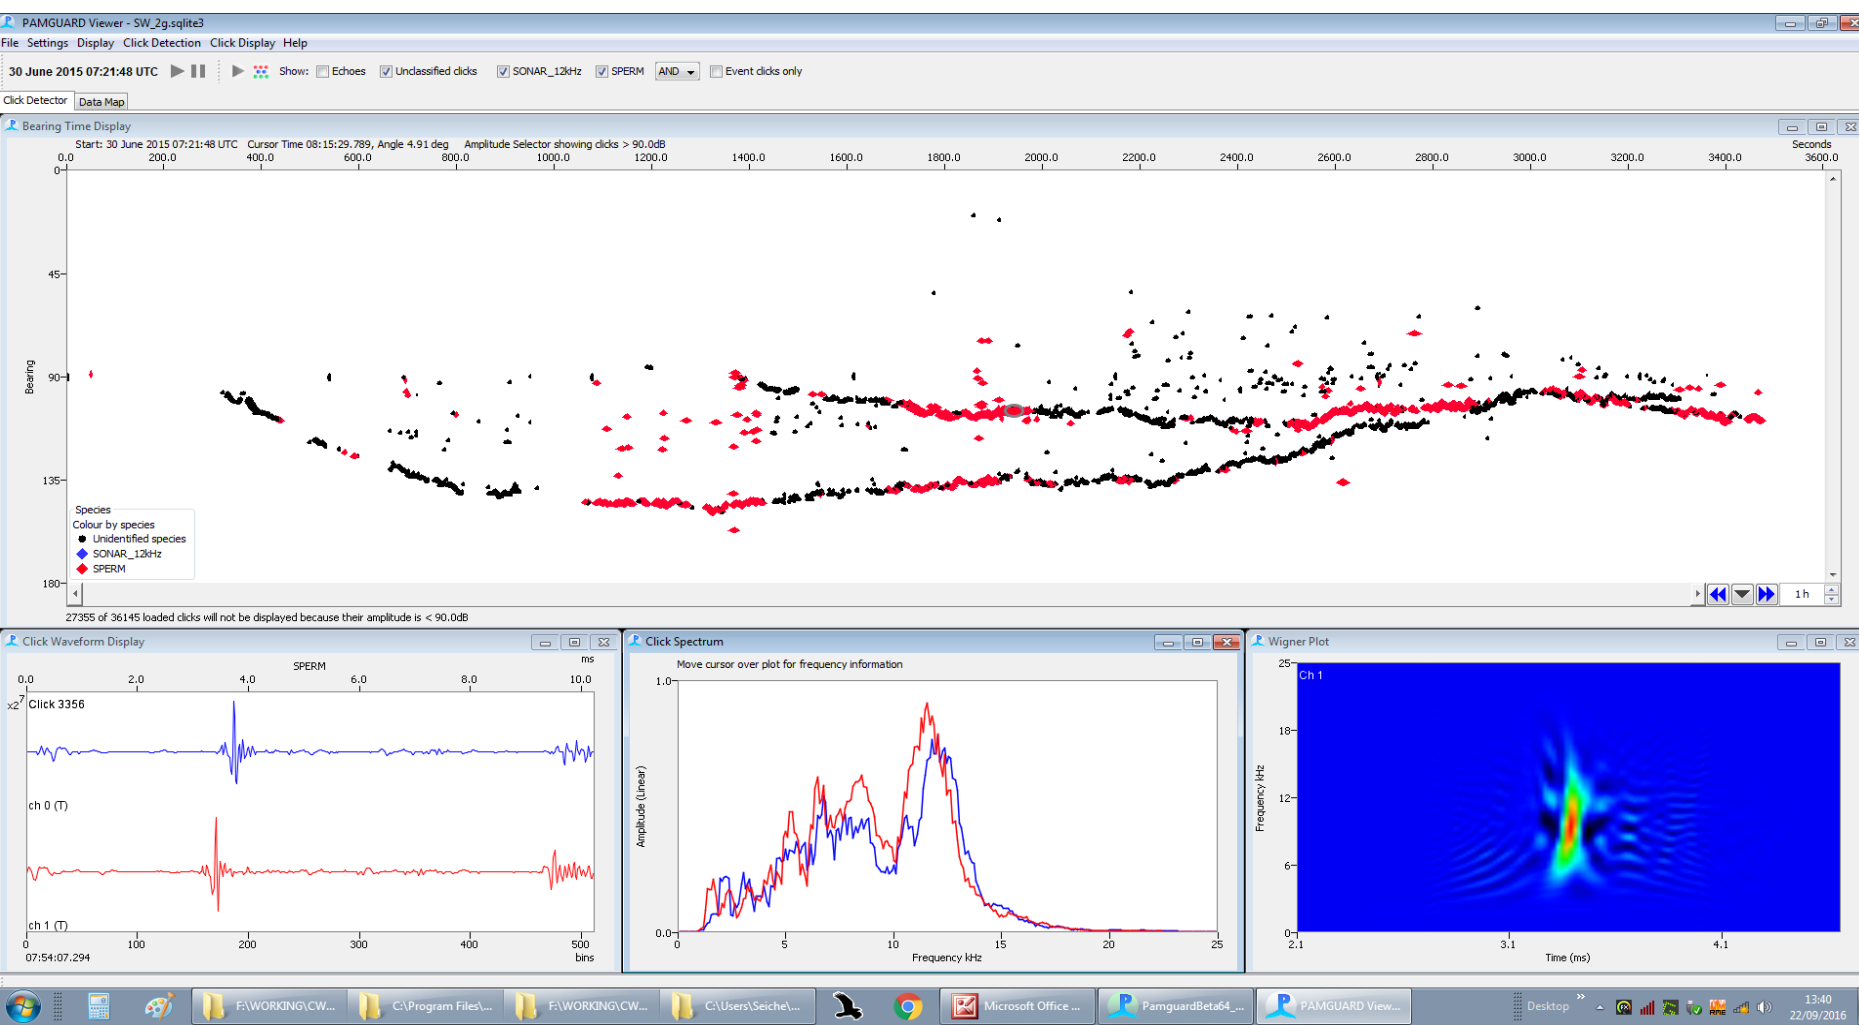 PAMGUARD Viewer - SW_2g.sqlite3
File Settings Display Click Detection Click Display Help
30 June 2015 07:21:48 UTC Show: Echoes Unclassified clicks SONAR_12kHz SPERM AND Event clicks only
Click Detector Data Map
Bearing Time Display
Start: 30 June 2015 07:21:48 UTC Cursor Time 08:15:29.789, Angle 4.91 deg Amplitude Selector showing clicks > 90.0dB Seconds
0.0 200.0 400.0 600.0 800.0 1000.0 1200.0 1400.0 1600.0 1800.0 2000.0 2200.0 2400.0 2600.0 2800.0 3000.0 3200.0 3400.0 3600.0
0
45
90
135
180
Bearing
Species
Colour by species
Unidentified species
SONAR_12kHz
SPERM
1 h
27355 of 36145 loaded clicks will not be displayed because their amplitude is < 90.0dB
Click Waveform Display
SPERM ms
0.0 2.0 4.0 6.0 8.0 10.0
x2^7 Click 3356
ch 0 (T)
ch 1 (T)
0 100 200 300 400 500
07:54:07.294 bins
Click Spectrum
Move cursor over plot for frequency information
1.0
Amplitude (Linear)
0.0
0 5 10 15 20 25
Frequency kHz
Wigner Plot
25
Ch 1
18
12
6
0
Frequency kHz
2.1 3.1 4.1
Time (ms)
F:\WORKING\CW... C:\Program Files\... F:\WORKING\CW... C:\Users\Seiche\... Microsoft Office ... PamguardBeta64_... PAMGUARD View... Desktop 13:40
22/09/2016